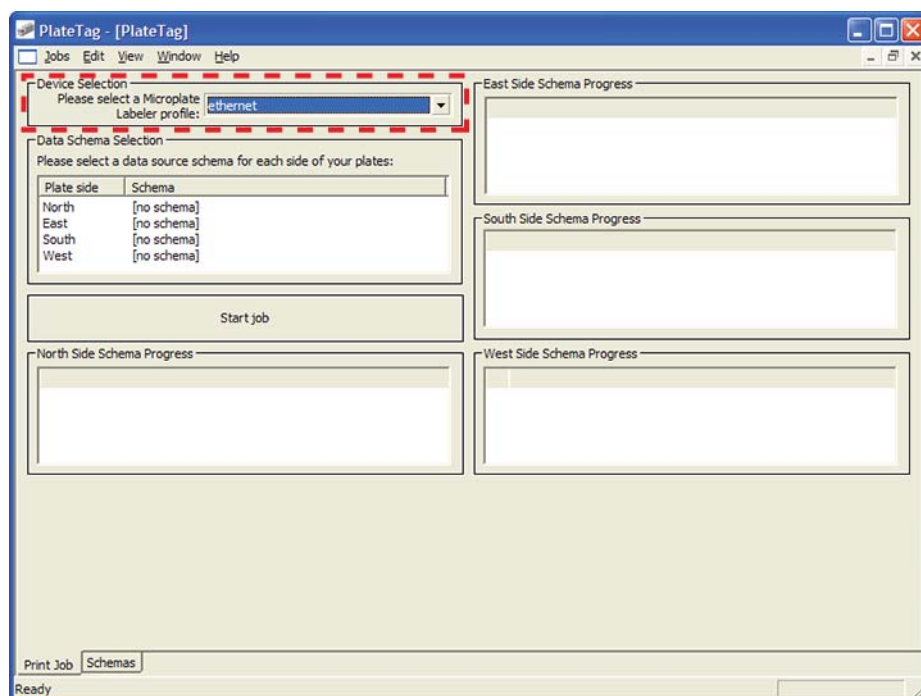 PlateTag - [PlateTag]
Jobs Edit View Window Help
Device Selection
Please select a Microplate
Labeler profile:
ethernet
Data Schema Selection
Please select a data source schema for each side of your plates:
Plate side Schema
North [no schema]
East [no schema]
South [no schema]
West [no schema]
Start job
North Side Schema Progress
East Side Schema Progress
South Side Schema Progress
West Side Schema Progress
Print Job Schemas
Ready